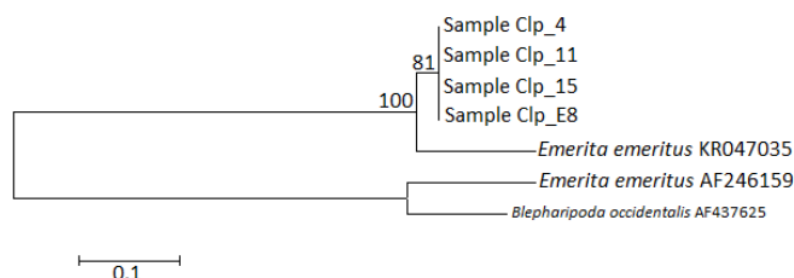 Sample Clp_4
Sample Clp_11
81
Sample Clp_15
100
Sample Clp_E8
Emerita emeritus KR047035
Emerita emeritus AF246159
Blepharipoda occidentalis AF437625
0.1